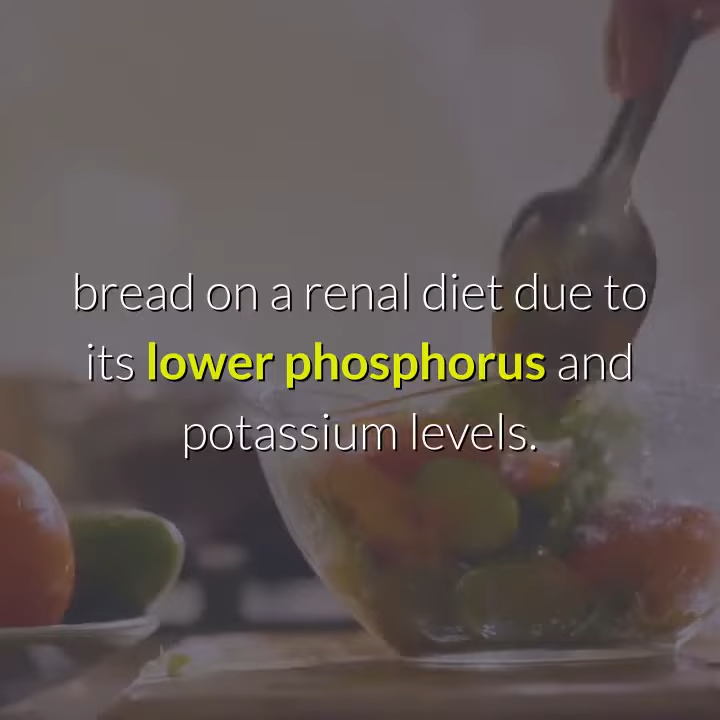 bread on a renal diet due to
its lower phosphorus and
potassium levels.